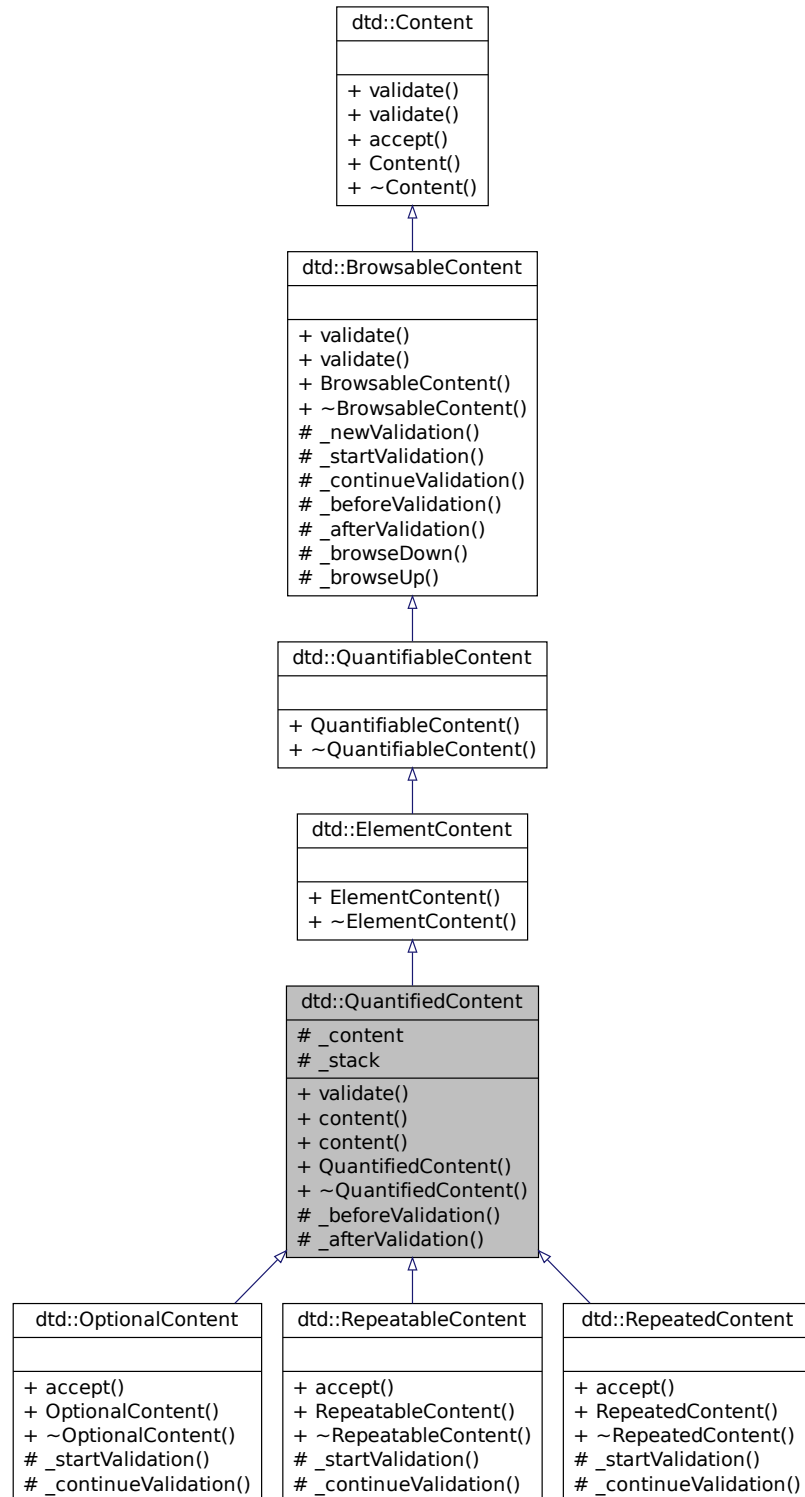 dtd::Content
+ validate()
+ validate()
+ accept()
+ Content()
+ ~Content()
dtd::BrowsableContent
+ validate()
+ validate()
+ BrowsableContent()
+ ~BrowsableContent()
# _newValidation()
# _startValidation()
# _continueValidation()
# _beforeValidation()
# _afterValidation()
# _browseDown()
# _browseUp()
dtd::QuantifiableContent
+ QuantifiableContent()
+ ~QuantifiableContent()
dtd::ElementContent
+ ElementContent()
+ ~ElementContent()
dtd::QuantifiedContent
# _content
# _stack
+ validate()
+ content()
+ content()
+ QuantifiedContent()
+ ~QuantifiedContent()
# _beforeValidation()
# _afterValidation()
dtd::OptionalContent
+ accept()
+ OptionalContent()
+ ~OptionalContent()
# _startValidation()
# _continueValidation()
dtd::RepeatableContent
+ accept()
+ RepeatableContent()
+ ~RepeatableContent()
# _startValidation()
# _continueValidation()
dtd::RepeatedContent
+ accept()
+ RepeatedContent()
+ ~RepeatedContent()
# _startValidation()
# _continueValidation()